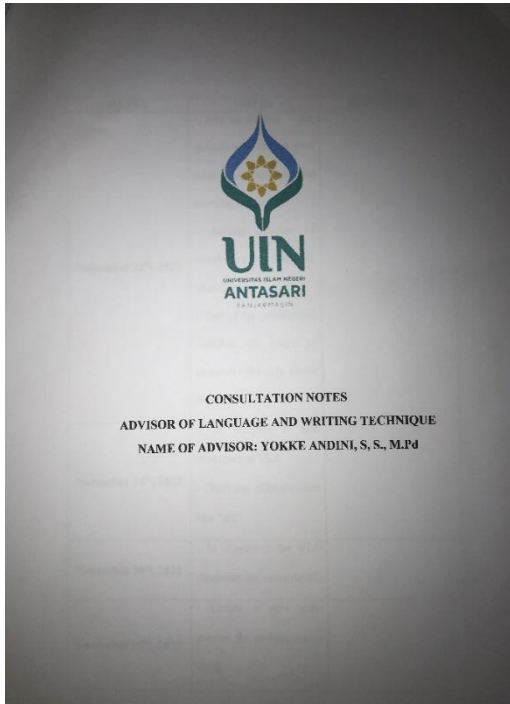 UIN
UNIVERSITAS ISLAM NEGERI
ANTASARI
BANJARMASIN
CONSULTATION NOTES
ADVISOR OF LANGUAGE AND WRITING TECHNIQUE
NAME OF ADVISOR: YOKKE ANDINI, S, S., M.Pd